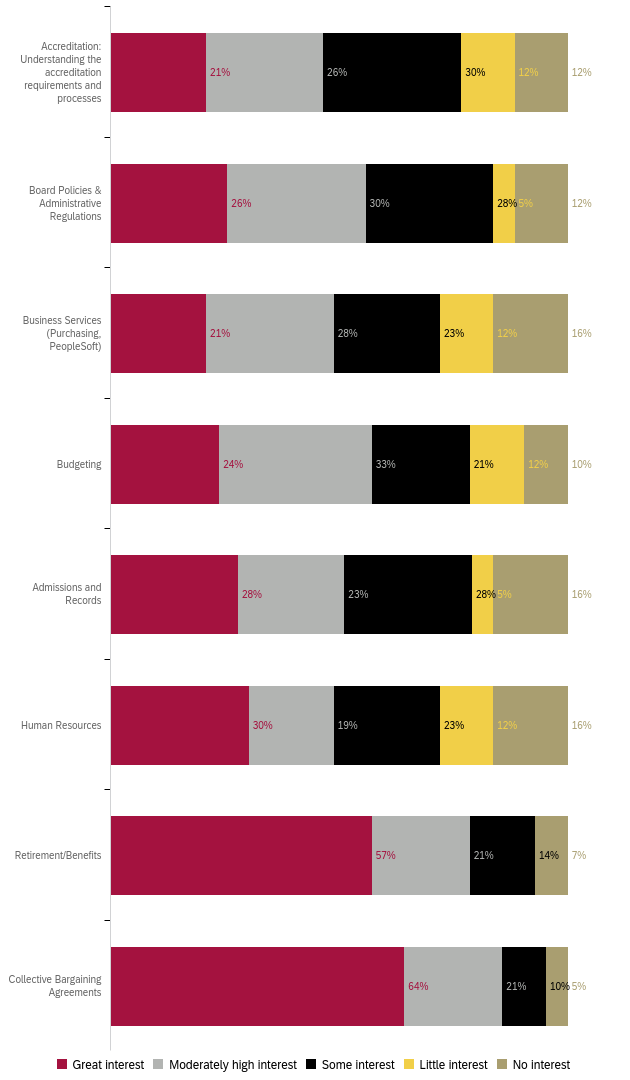 Accreditation:
Understanding the
accreditation
requirements and
processes
21% 26% 30% 12% 12%
Board Policies &
Administrative
Regulations
26% 30% 28% 5% 12%
Business Services
(Purchasing,
PeopleSoft)
21% 28% 23% 12% 16%
Budgeting
24% 33% 21% 12% 10%
Admissions and
Records
28% 23% 28% 5% 16%
Human Resources
30% 19% 23% 12% 16%
Retirement/Benefits
57% 21% 14% 7%
Collective Bargaining
Agreements
64% 21% 10% 5%
Great interest Moderately high interest Some interest Little interest No interest